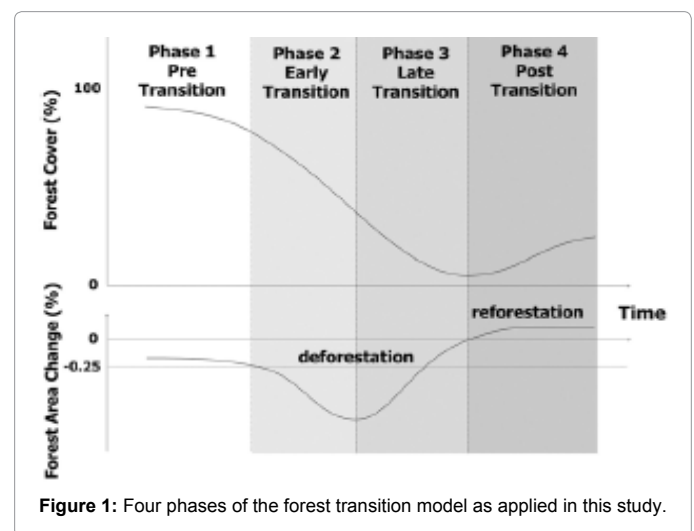 Phase 1
Pre
Transition
Phase 2
Early
Transition
Phase 3
Late
Transition
Phase 4
Post
Transition
Forest Cover (%)
100
0
Time
Forest Area Change (%)
0
-0.25
deforestation
reforestation
Figure 1: Four phases of the forest transition model as applied in this study.